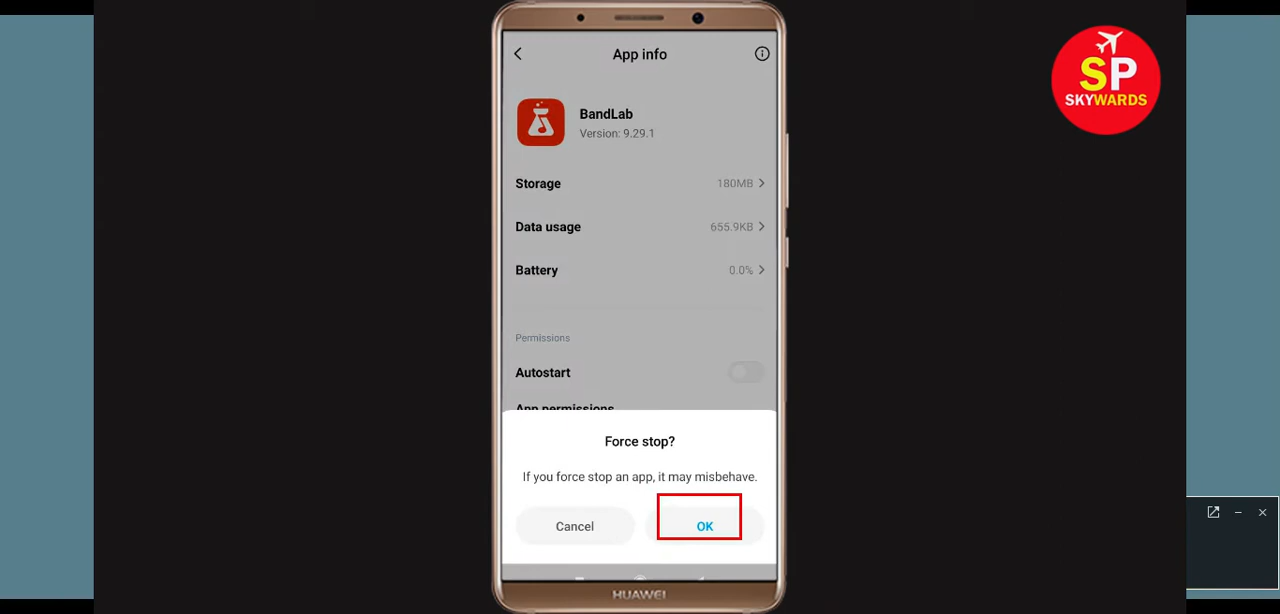 App info
BandLab
Version: 9.29.1
Storage 180MB
Data usage 655.9KB
Battery 0.0%
Permissions
Autostart
App permissions
Force stop?
If you force stop an app, it may misbehave.
Cancel OK
HUAWEI
SP
SKYWARDS